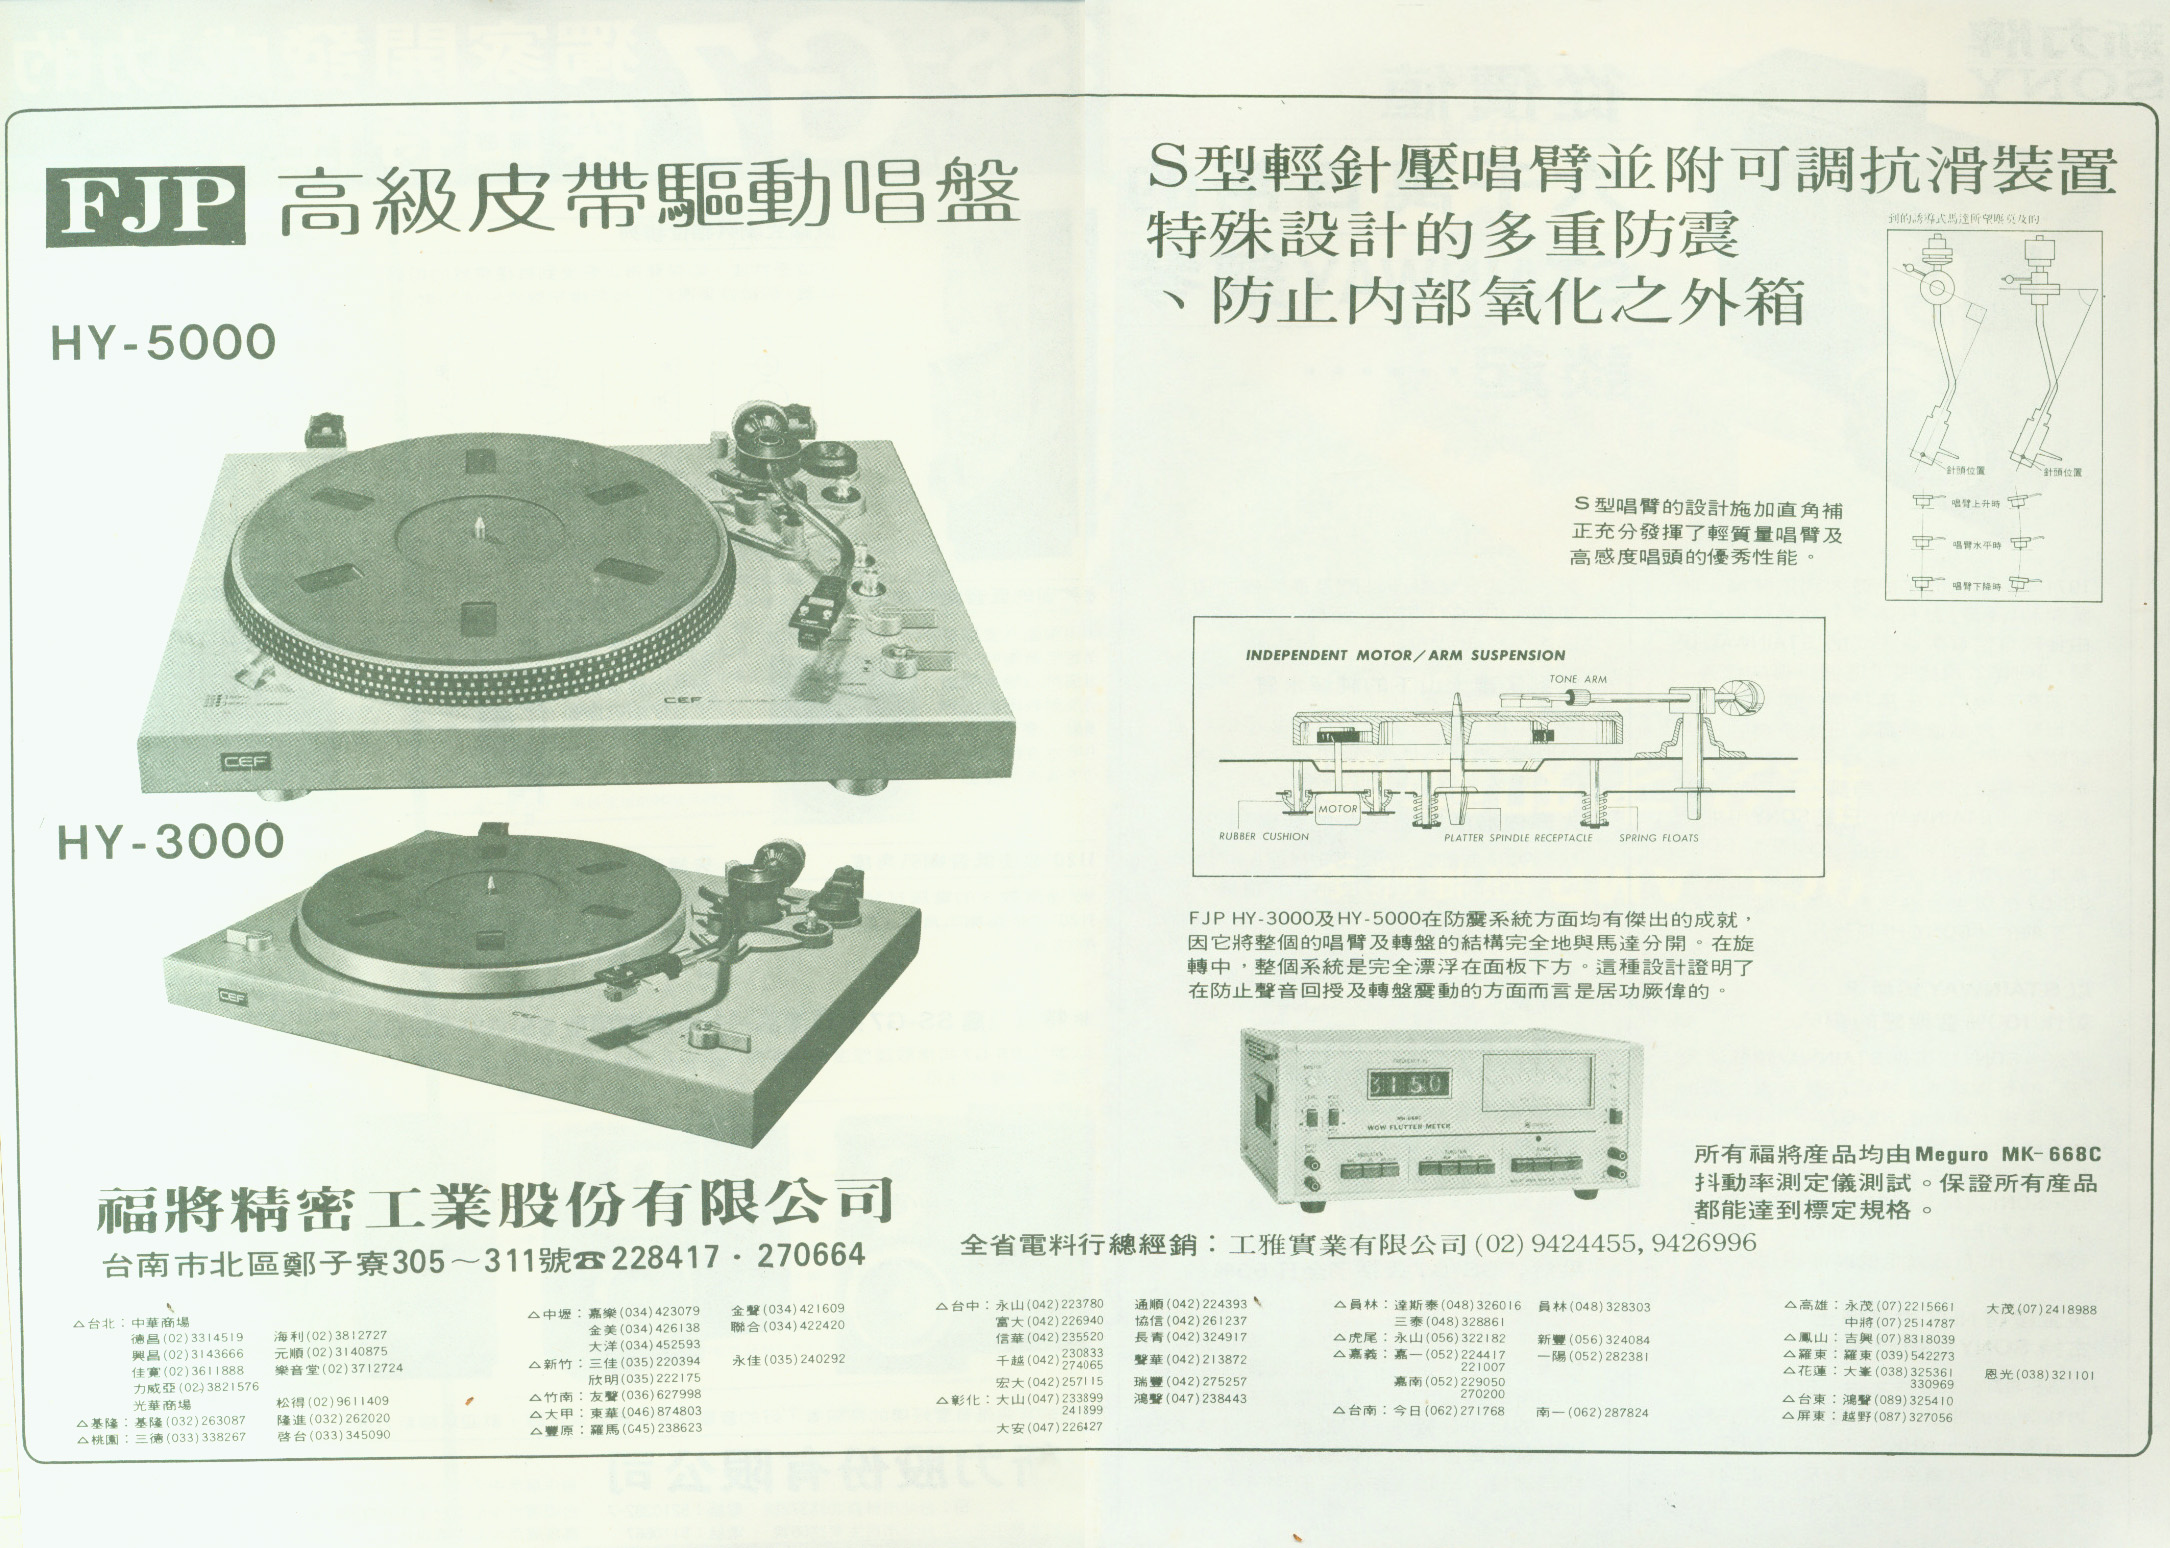 FJP 高級皮帶驅動唱盤
HY-5000
CEF
CEF
HY-3000
CEF
CEF
福將精密工業股份有限公司
台南市北區鄭子寮305～311號☎228417．270664
S型輕針壓唱臂並附可調抗滑裝置
特殊設計的多重防震
、防止內部氧化之外箱
到的誘導式馬達所望塵莫及的
針頭位置 針頭位置
唱臂上升時
唱臂水平時
唱臂下降時
S型唱臂的設計施加直角補
正充分發揮了輕質量唱臂及
高感度唱頭的優秀性能。
INDEPENDENT MOTOR／ARM SUSPENSION
TONE ARM
MOTOR
RUBBER CUSHION PLATTER SPINDLE RECEPTACLE SPRING FLOATS
FJP HY-3000及HY-5000在防震系統方面均有傑出的成就，
因它將整個的唱臂及轉盤的結構完全地與馬達分開。在旋
轉中，整個系統是完全漂浮在面板下方。這種設計證明了
在防止聲音回授及轉盤震動的方面而言是居功厥偉的。
3150
MK-668C
WOW FLUTTER METER
所有福將產品均由Meguro MK-668C
抖動率測定儀測試。保證所有產品
都能達到標定規格。
全省電料行總經銷：工雅實業有限公司(02)9424455,9426996
△台北：中華商場
德昌(02)3314519 海利(02)3812727
興昌(02)3143666 元順(02)3140875
佳寶(02)3611888 樂音堂(02)3712724
力威亞(02)3821576
光華商場 松得(02)9611409
△基隆：基隆(032)263087 隆進(032)262020
△桃園：三德(033)338267 啓台(033)345090
△中壢：嘉樂(034)423079 金聲(034)421609
金美(034)426138 聯合(034)422420
大洋(034)452593
△新竹：三佳(035)220394 永佳(035)240292
欣明(035)222175
△竹南：友聲(036)627998
△大甲：東華(046)874803
△豐原：羅馬(045)238623
△台中：永山(042)223780 通順(042)224393
富大(042)226940 協信(042)261237
信華(042)235520 長青(042)324917
千越(042)230833 274065 聲華(042)213872
宏大(042)257115 瑞豐(042)275257
△彰化：大山(047)233899 鴻聲(047)238443
241899
大安(047)226427
△員林：達斯泰(048)326016 員林(048)328303
三泰(048)328861
△虎尾：永山(056)322182 新豐(056)324084
△嘉義：嘉一(052)224417 一陽(052)282381
221007
嘉南(052)229050
270200
△台南：今日(062)271768 南一(062)287824
△高雄：永茂(07)2215661 大茂(07)2418988
中將(07)2514787
△鳳山：吉興(07)8318039
△羅東：羅東(039)542273
△花蓮：大峯(038)325361 恩光(038)321101
330969
△台東：鴻聲(089)325410
△屏東：越野(087)327056